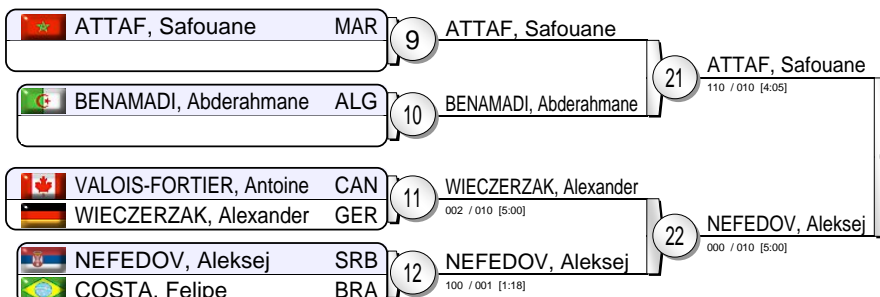 ATTAF, Safouane MAR
9
ATTAF, Safouane
BENAMADI, Abderahmane ALG
10
BENAMADI, Abderahmane
21
ATTAF, Safouane
110 / 010 [4:05]
VALOIS-FORTIER, Antoine CAN
WIECZERZAK, Alexander GER
11
WIECZERZAK, Alexander
002 / 010 [5:00]
NEFEDOV, Aleksej SRB
COSTA, Felipe BRA
12
NEFEDOV, Aleksej
100 / 001 [1:18]
22
NEFEDOV, Aleksej
000 / 010 [5:00]